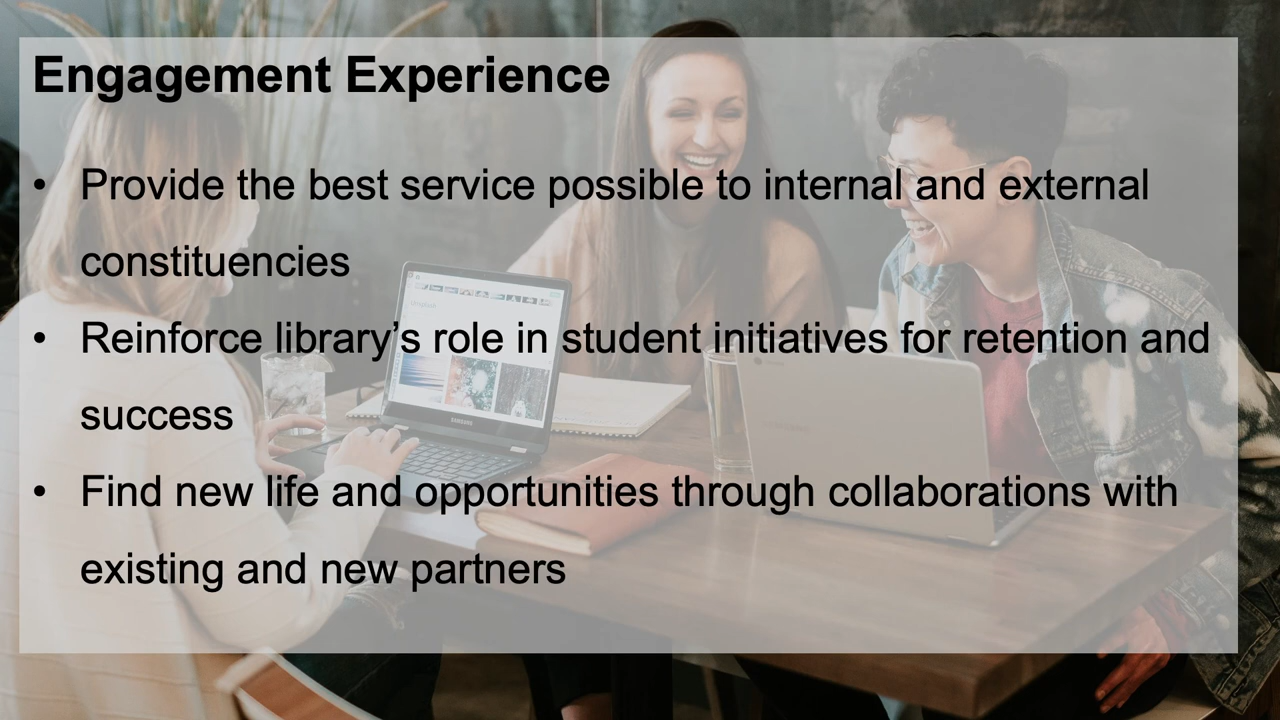 Engagement Experience
• Provide the best service possible to internal and external
constituencies
• Reinforce library’s role in student initiatives for retention and
success
• Find new life and opportunities through collaborations with
existing and new partners
SAMSUNG